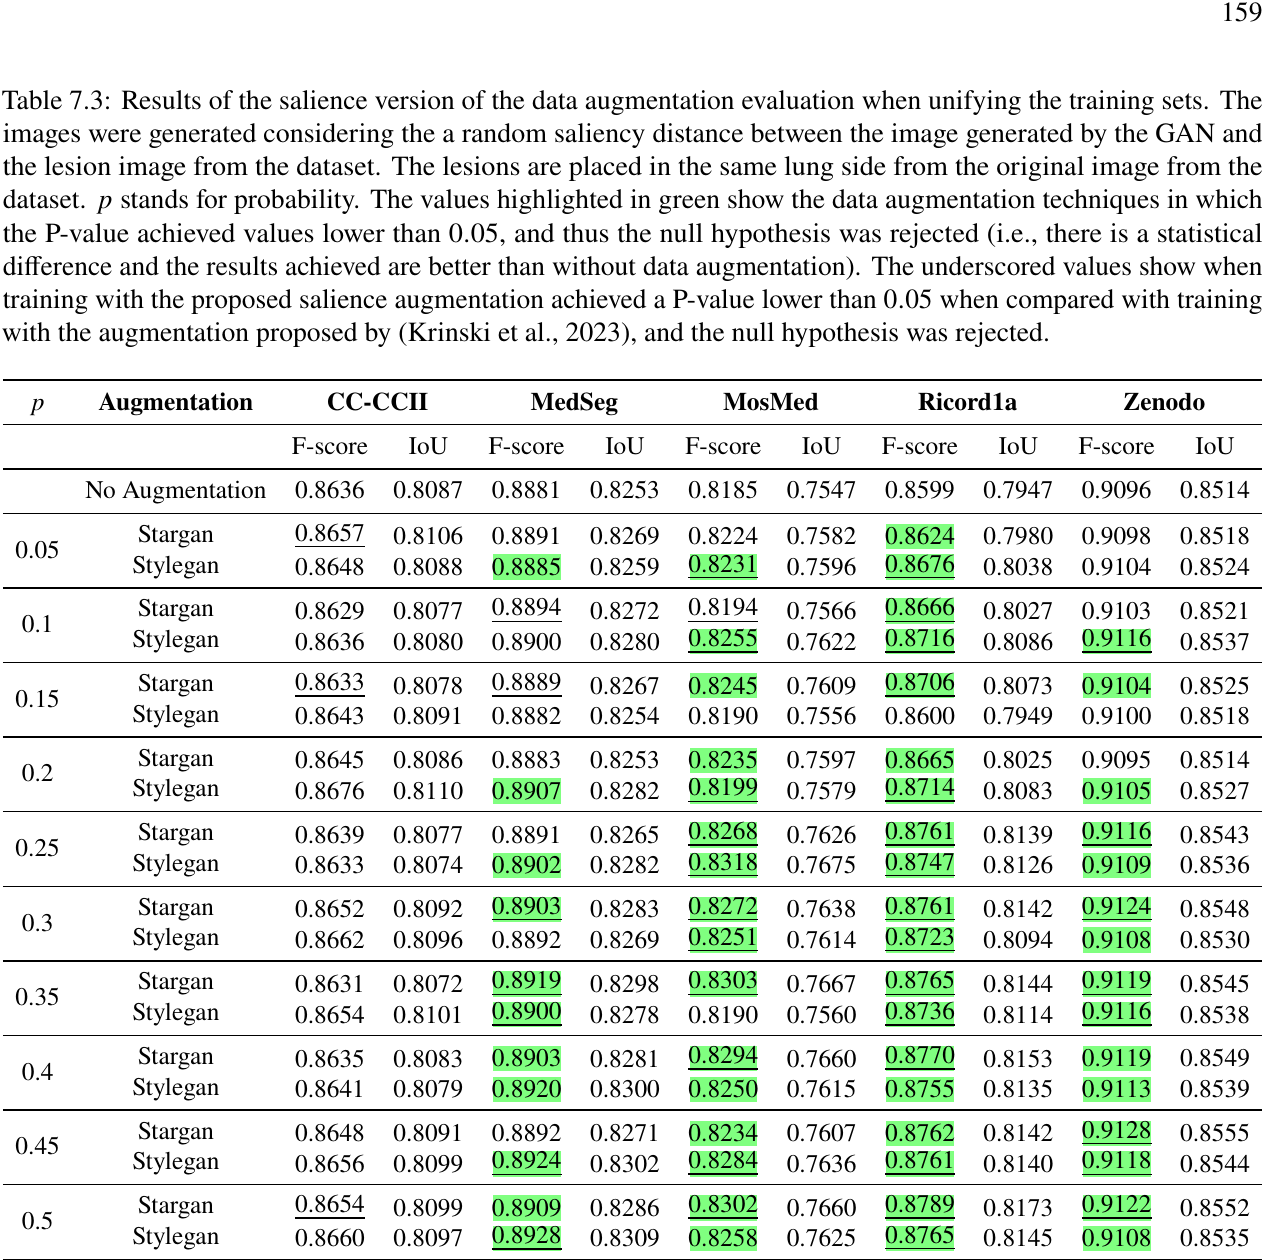 159
Table 7.3: Results of the salience version of the data augmentation evaluation when unifying the training sets. The
images were generated considering the a random saliency distance between the image generated by the GAN and
the lesion image from the dataset. The lesions are placed in the same lung side from the original image from the
dataset. p stands for probability. The values highlighted in green show the data augmentation techniques in which
the P-value achieved values lower than 0.05, and thus the null hypothesis was rejected (i.e., there is a statistical
difference and the results achieved are better than without data augmentation). The underscored values show when
training with the proposed salience augmentation achieved a P-value lower than 0.05 when compared with training
with the augmentation proposed by (Krinski et al., 2023), and the null hypothesis was rejected.
p Augmentation CC-CCII MedSeg MosMed Ricord1a Zenodo
F-score IoU F-score IoU F-score IoU F-score IoU F-score IoU
No Augmentation 0.8636 0.8087 0.8881 0.8253 0.8185 0.7547 0.8599 0.7947 0.9096 0.8514
0.05 Stargan 0.8657 0.8106 0.8891 0.8269 0.8224 0.7582 0.8624 0.7980 0.9098 0.8518
Stylegan 0.8648 0.8088 0.8885 0.8259 0.8231 0.7596 0.8676 0.8038 0.9104 0.8524
0.1 Stargan 0.8629 0.8077 0.8894 0.8272 0.8194 0.7566 0.8666 0.8027 0.9103 0.8521
Stylegan 0.8636 0.8080 0.8900 0.8280 0.8255 0.7622 0.8716 0.8086 0.9116 0.8537
0.15 Stargan 0.8633 0.8078 0.8889 0.8267 0.8245 0.7609 0.8706 0.8073 0.9104 0.8525
Stylegan 0.8643 0.8091 0.8882 0.8254 0.8190 0.7556 0.8600 0.7949 0.9100 0.8518
0.2 Stargan 0.8645 0.8086 0.8883 0.8253 0.8235 0.7597 0.8665 0.8025 0.9095 0.8514
Stylegan 0.8676 0.8110 0.8907 0.8282 0.8199 0.7579 0.8714 0.8083 0.9105 0.8527
0.25 Stargan 0.8639 0.8077 0.8891 0.8265 0.8268 0.7626 0.8761 0.8139 0.9116 0.8543
Stylegan 0.8633 0.8074 0.8902 0.8282 0.8318 0.7675 0.8747 0.8126 0.9109 0.8536
0.3 Stargan 0.8652 0.8092 0.8903 0.8283 0.8272 0.7638 0.8761 0.8142 0.9124 0.8548
Stylegan 0.8662 0.8096 0.8892 0.8269 0.8251 0.7614 0.8723 0.8094 0.9108 0.8530
0.35 Stargan 0.8631 0.8072 0.8919 0.8298 0.8303 0.7667 0.8765 0.8144 0.9119 0.8545
Stylegan 0.8654 0.8101 0.8900 0.8278 0.8190 0.7560 0.8736 0.8114 0.9116 0.8538
0.4 Stargan 0.8635 0.8083 0.8903 0.8281 0.8294 0.7660 0.8770 0.8153 0.9119 0.8549
Stylegan 0.8641 0.8079 0.8920 0.8300 0.8250 0.7615 0.8755 0.8135 0.9113 0.8539
0.45 Stargan 0.8648 0.8091 0.8892 0.8271 0.8234 0.7607 0.8762 0.8142 0.9128 0.8555
Stylegan 0.8656 0.8099 0.8924 0.8302 0.8284 0.7636 0.8761 0.8140 0.9118 0.8544
0.5 Stargan 0.8654 0.8099 0.8909 0.8286 0.8302 0.7660 0.8789 0.8173 0.9122 0.8552
Stylegan 0.8660 0.8097 0.8928 0.8309 0.8258 0.7625 0.8765 0.8145 0.9108 0.8535